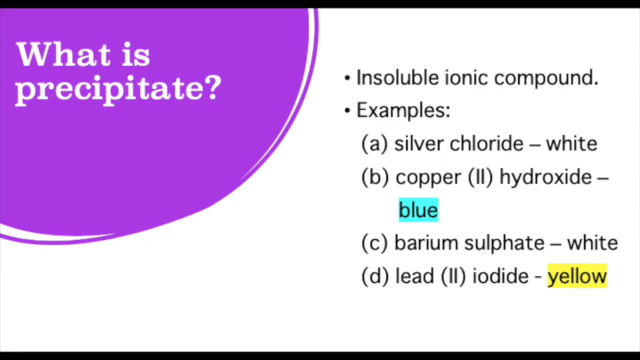 What is
precipitate?
• Insoluble ionic compound.
• Examples:
(a) silver chloride – white
(b) copper (II) hydroxide –
blue
(c) barium sulphate – white
(d) lead (II) iodide - yellow